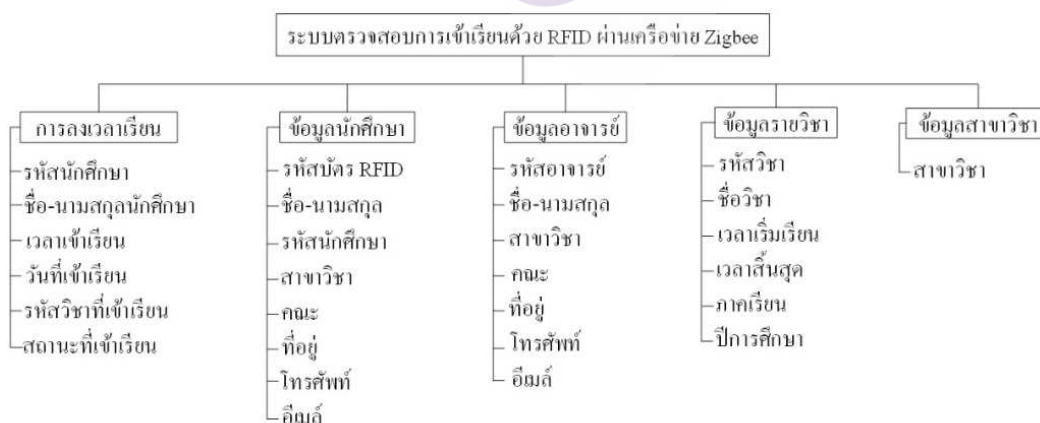 ระบบตรวจสอบการเข้าเรียนด้วย RFID ผ่านเครือข่าย Zigbee
การลงเวลาเรียน
รหัสนักศึกษา
ชื่อ-นามสกุลนักศึกษา
เวลาเข้าเรียน
วันที่เข้าเรียน
รหัสวิชาที่เข้าเรียน
สถานะที่เข้าเรียน
ข้อมูลนักศึกษา
รหัสบัตร RFID
ชื่อ-นามสกุล
รหัสนักศึกษา
สาขาวิชา
คณะ
ที่อยู่
โทรศัพท์
อีเมล์
ข้อมูลอาจารย์
รหัสอาจารย์
ชื่อ-นามสกุล
สาขาวิชา
คณะ
ที่อยู่
โทรศัพท์
อีเมล์
ข้อมูลรายวิชา
รหัสวิชา
ชื่อวิชา
เวลาเริ่มเรียน
เวลาสิ้นสุด
ภาคเรียน
ปีการศึกษา
ข้อมูลสาขาวิชา
สาขาวิชา